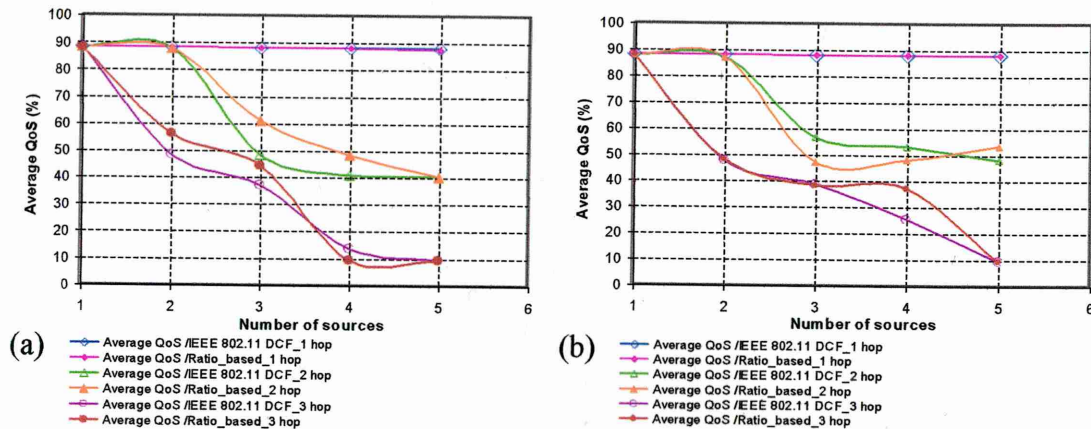 100
90
80
70
60
50
40
30
20
10
0
Average QoS (%)
1 2 3 4 5 6
Number of sources
(a)
Average QoS /IEEE 802.11 DCF_1 hop
Average QoS /Ratio_based_1 hop
Average QoS /IEEE 802.11 DCF_2 hop
Average QoS /Ratio_based_2 hop
Average QoS /IEEE 802.11 DCF_3 hop
Average QoS /Ratio_based_3 hop
100
90
80
70
60
50
40
30
20
10
0
Average QoS (%)
1 2 3 4 5 6
Number of sources
(b)
Average QoS /IEEE 802.11 DCF_1 hop
Average QoS /Ratio_based_1 hop
Average QoS /IEEE 802.11 DCF_2 hop
Average QoS /Ratio_based_2 hop
Average QoS /IEEE 802.11 DCF_3 hop
Average QoS /Ratio_based_3 hop